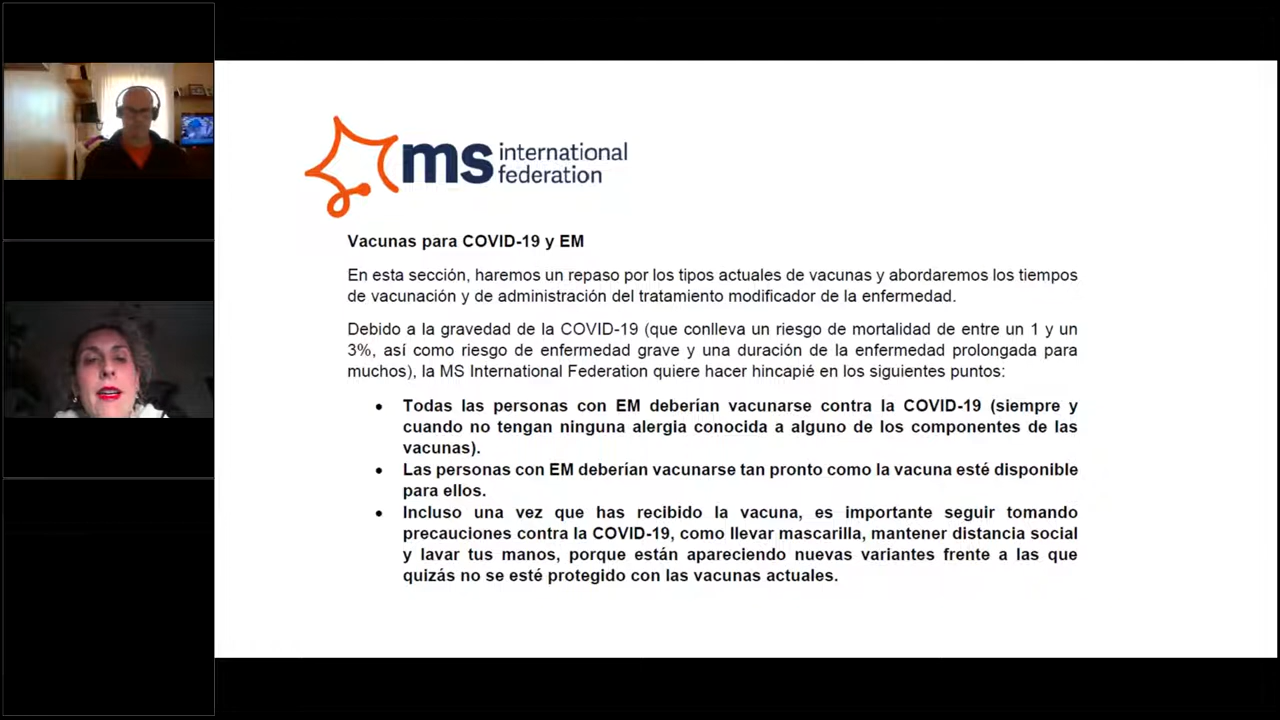 ms international
federation
Vacunas para COVID-19 y EM
En esta sección, haremos un repaso por los tipos actuales de vacunas y abordaremos los tiempos
de vacunación y de administración del tratamiento modificador de la enfermedad.
Debido a la gravedad de la COVID-19 (que conlleva un riesgo de mortalidad de entre un 1 y un
3%, así como riesgo de enfermedad grave y una duración de la enfermedad prolongada para
muchos), la MS International Federation quiere hacer hincapié en los siguientes puntos:
• Todas las personas con EM deberían vacunarse contra la COVID-19 (siempre y
cuando no tengan ninguna alergia conocida a alguno de los componentes de las
vacunas).
• Las personas con EM deberían vacunarse tan pronto como la vacuna esté disponible
para ellos.
• Incluso una vez que has recibido la vacuna, es importante seguir tomando
precauciones contra la COVID-19, como llevar mascarilla, mantener distancia social
y lavar tus manos, porque están apareciendo nuevas variantes frente a las que
quizás no se esté protegido con las vacunas actuales.